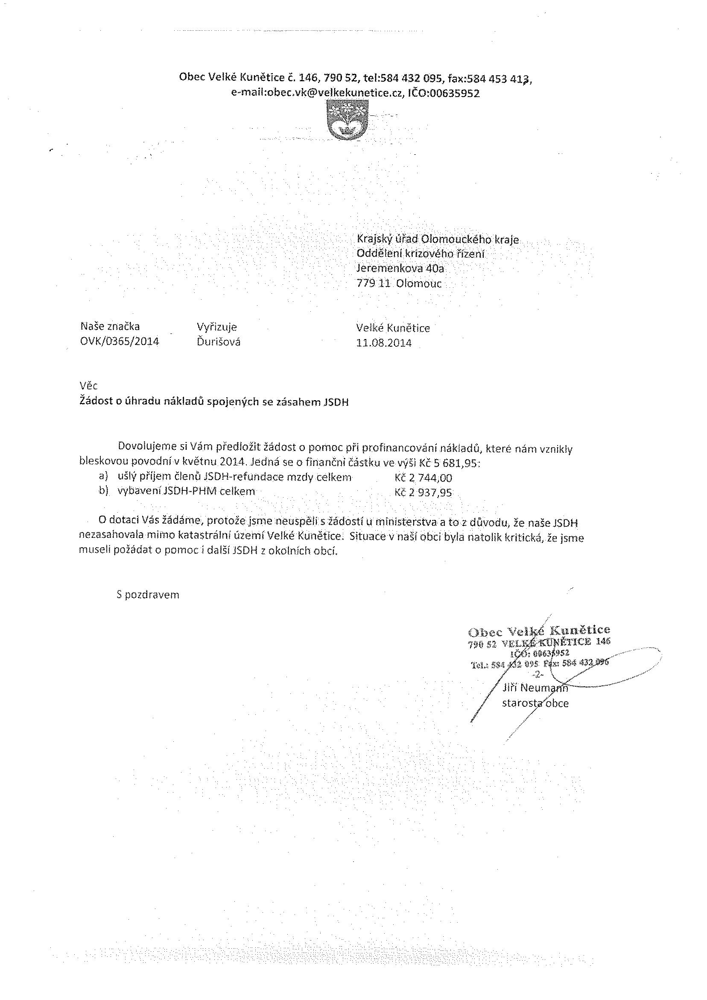 Obec Velké Kunětice č. 146, 790 52, tel:584 432 095, fax:584 453 413,
e-mail:obec.vk@velkekunetice.cz, IČO:00635952
Krajský úřad Olomouckého kraje
Oddělení krizového řízení
Jeremenkova 40a
779 11 Olomouc
Naše značka Vyřizuje Velké Kunětice
OVK/0365/2014 Ďurišová 11.08.2014
Věc
Žádost o úhradu nákladů spojených se zásahem JSDH
Dovolujeme si Vám předložit žádost o pomoc při profinancování nákladů, které nám vznikly
bleskovou povodní v květnu 2014. Jedná se o finanční částku ve výši Kč 5 681,95:
a) ušlý příjem členů JSDH-refundace mzdy celkem Kč 2 744,00
b) vybavení JSDH-PHM celkem Kč 2 937,95
O dotaci Vás žádáme, protože jsme neuspěli s žádostí u ministerstva a to z důvodu, že naše JSDH
nezasahovala mimo katastrální území Velké Kunětice. Situace v naší obci byla natolik kritická, že jsme
museli požádat o pomoc i další JSDH z okolních obcí.
S pozdravem
Obec Velké Kunětice
790 52 VELKÉ KUNĚTICE 146
IČO: 00635952
Tel.: 584 432 095 Fax: 584 432 096
-2-
Jiří Neumann
starosta obce